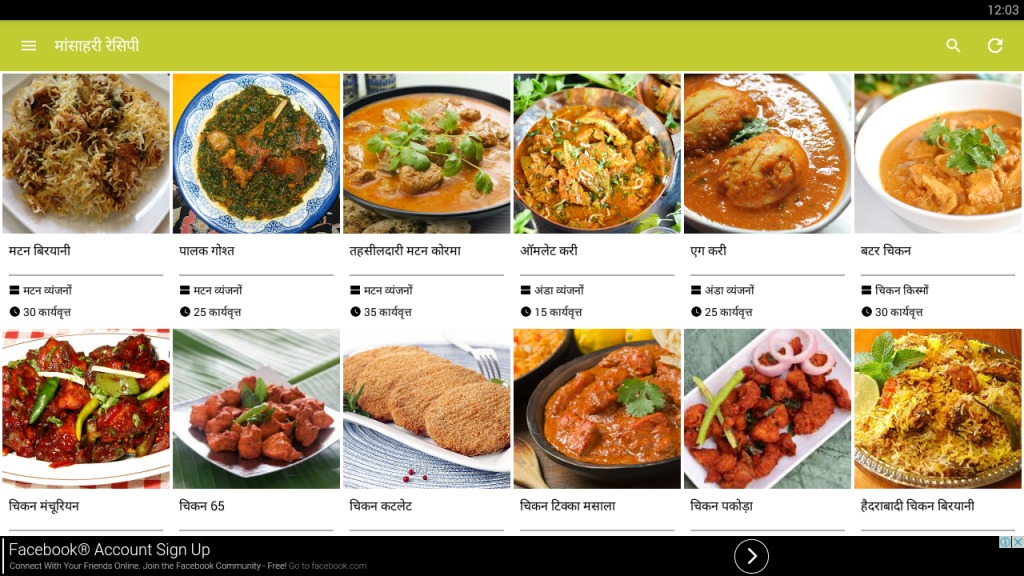 12:03
मांसाहरी रेसिपी
मटन बिरयानी
पालक गोश्त
तहसीलदारी मटन कोरमा
ऑमलेट करी
एग करी
बटर चिकन
मटन व्यंजनों
मटन व्यंजनों
मटन व्यंजनों
अंडा व्यंजनों
अंडा व्यंजनों
चिकन किस्मों
30 कार्यवृत्त
25 कार्यवृत्त
35 कार्यवृत्त
15 कार्यवृत्त
25 कार्यवृत्त
30 कार्यवृत्त
चिकन मंचूरियन
चिकन 65
चिकन कटलेट
चिकन टिक्का मसाला
चिकन पकोड़ा
हैदराबादी चिकन बिरयानी
Facebook® Account Sign Up
Connect With Your Friends Online. Join the Facebook Community - Free! Go to facebook.com